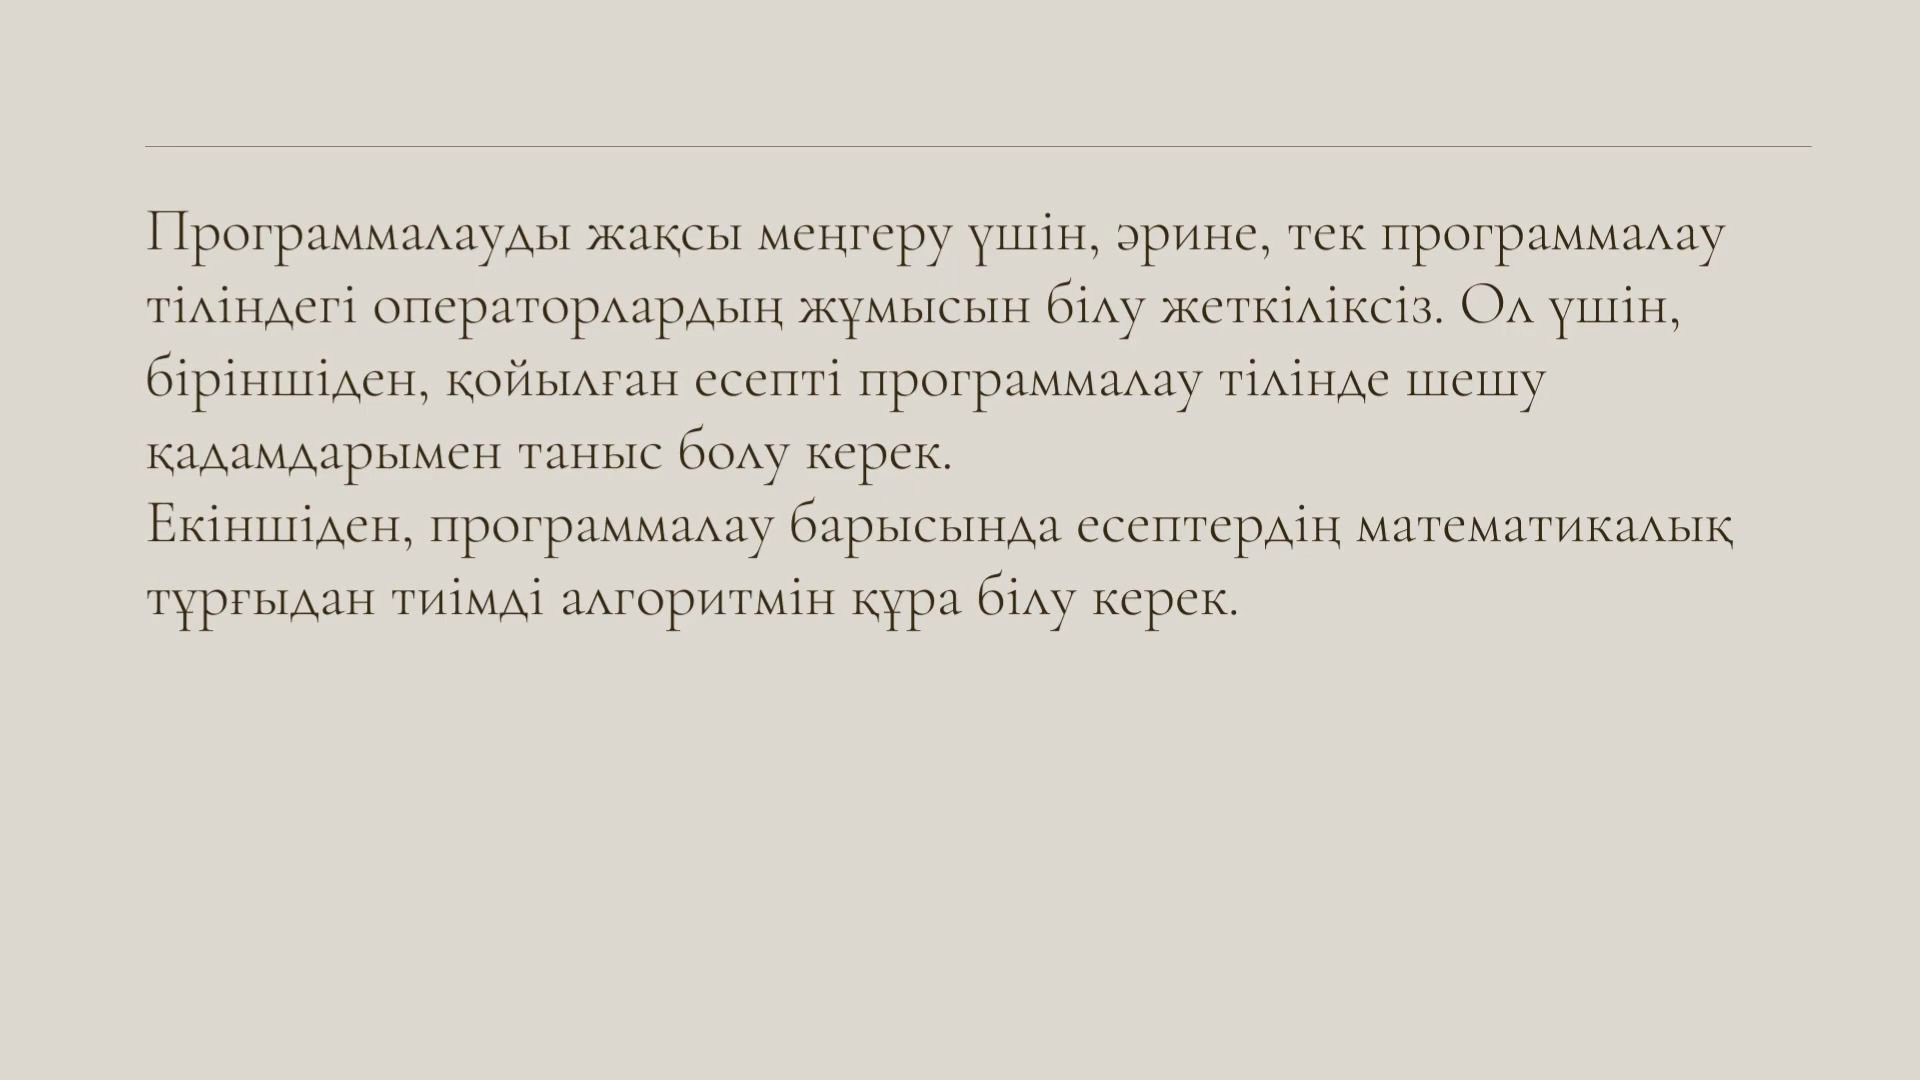 Программалауды жақсы меңгеру үшін, әрине, тек программалау
тіліндегі операторлардың жұмысын білу жеткіліксіз. Ол үшін,
біріншіден, қойылған есепті программалау тілінде шешу
қадамдарымен таныс болу керек.
Екіншіден, программалау барысында есептердің математикалық
тұрғыдан тиімді алгоритмін құра білу керек.